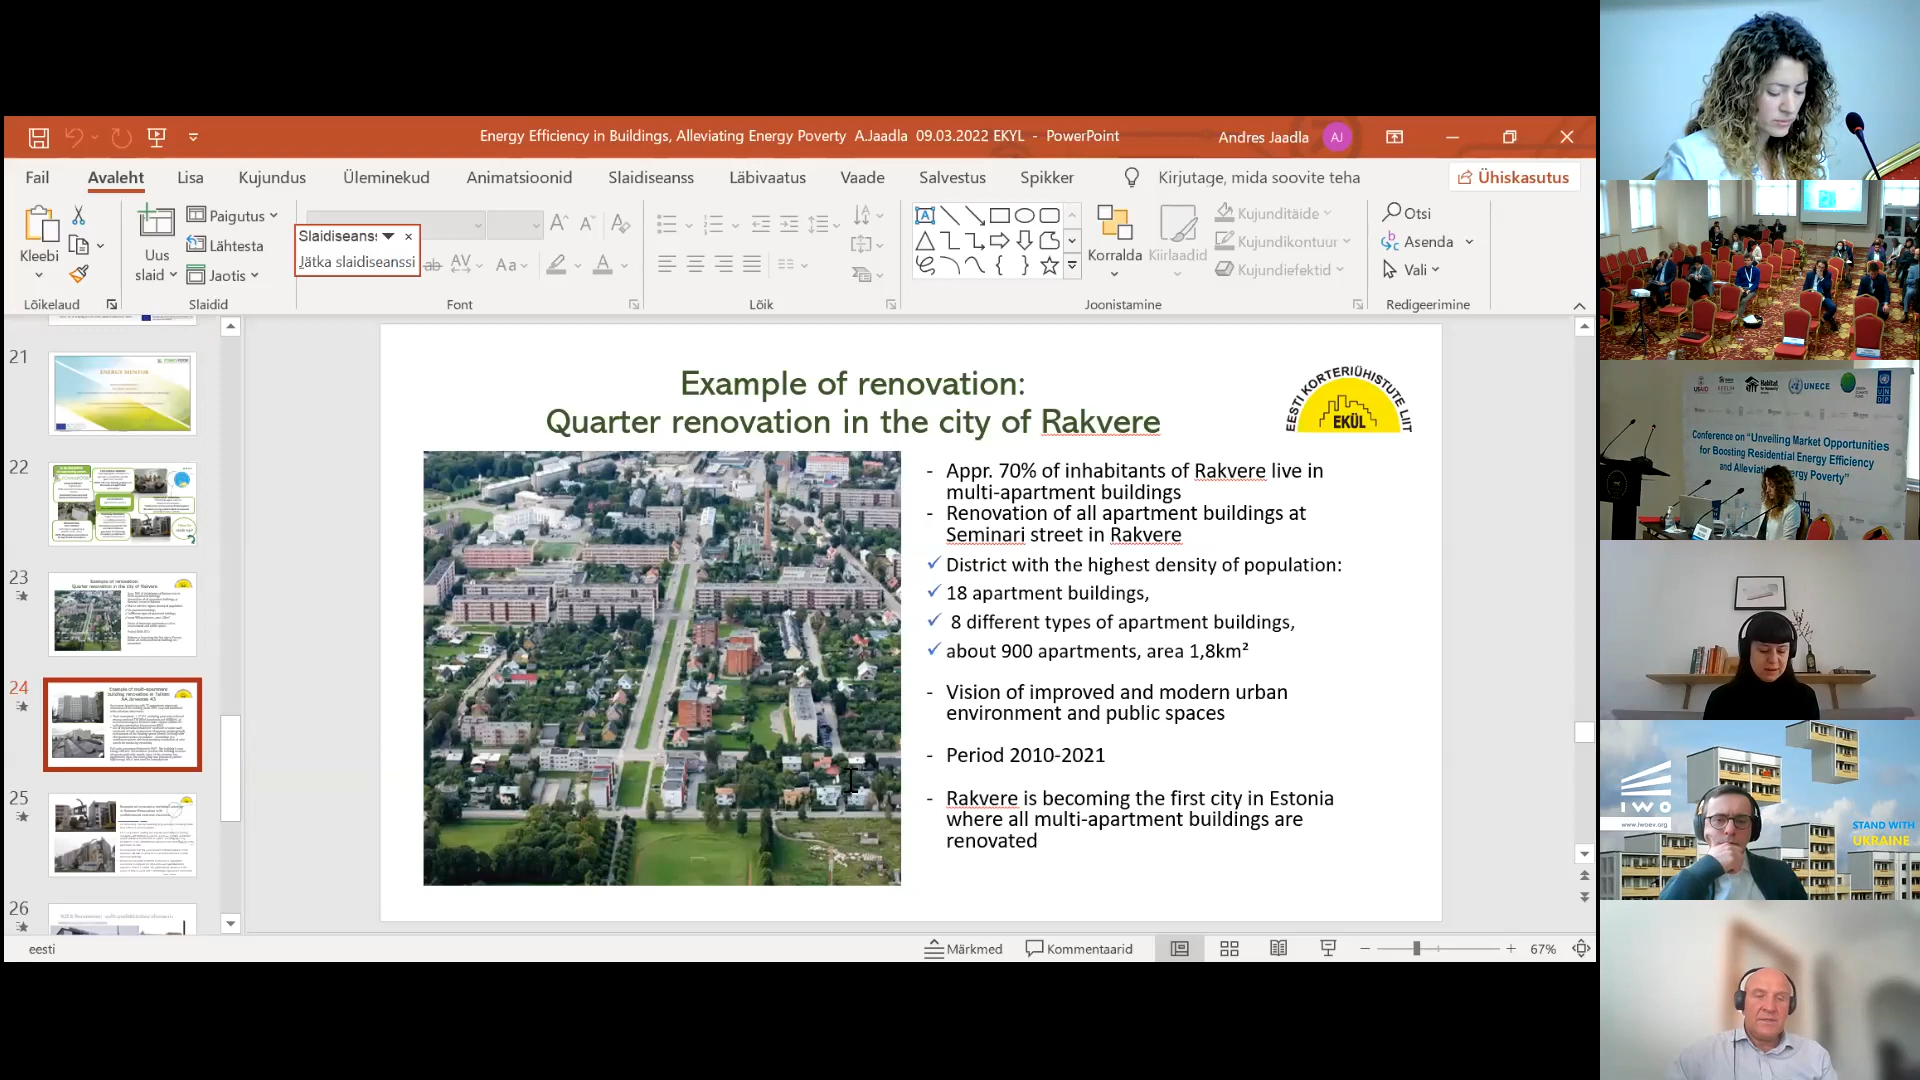 Energy Efficiency in Buildings, Alleviating Energy Poverty A.Jaadla 09.03.2022 EKYL - PowerPoint
Andres Jaadla
AJ
Fail
Avaleht
Lisa
Kujundus
Üleminekud
Animatsioonid
Slaidiseanss
Läbivaatus
Vaade
Salvestus
Spikker
Kirjutage, mida soovite teha
Ühiskasutus
Kleebi
Uus
slaid
Paigutus
Lähtesta
Jaotis
Slaidiseans
Jätka slaidiseanssi
Korralda
Kiirlaadid
Kujunditäide
Kujundikontuur
Kujundiefektid
Otsi
Asenda
Vali
Lõikelaud
Slaidid
Font
Lõik
Joonistamine
Redigeerimine
21
ENERGY MENTOR
22
23
24
25
26
Example of renovation:
Quarter renovation in the city of Rakvere
EESTI KORTERIÜHISTUTE LIIT
EKÜL
- Appr. 70% of inhabitants of Rakvere live in
multi-apartment buildings
- Renovation of all apartment buildings at
Seminari street in Rakvere
✓ District with the highest density of population:
✓ 18 apartment buildings,
✓ 8 different types of apartment buildings,
✓ about 900 apartments, area 1,8km²
- Vision of improved and modern urban
environment and public spaces
- Period 2010-2021
- Rakvere is becoming the first city in Estonia
where all multi-apartment buildings are
renovated
eesti
Märkmed
Kommentaarid
67%
USAID
Habitat
UNECE
Conference on "Unveiling Market Opportunities
for Boosting Residential Energy Efficiency
and Alleviating Energy Poverty"
IWO
www.iwoev.org
STAND WITH
UKRAINE